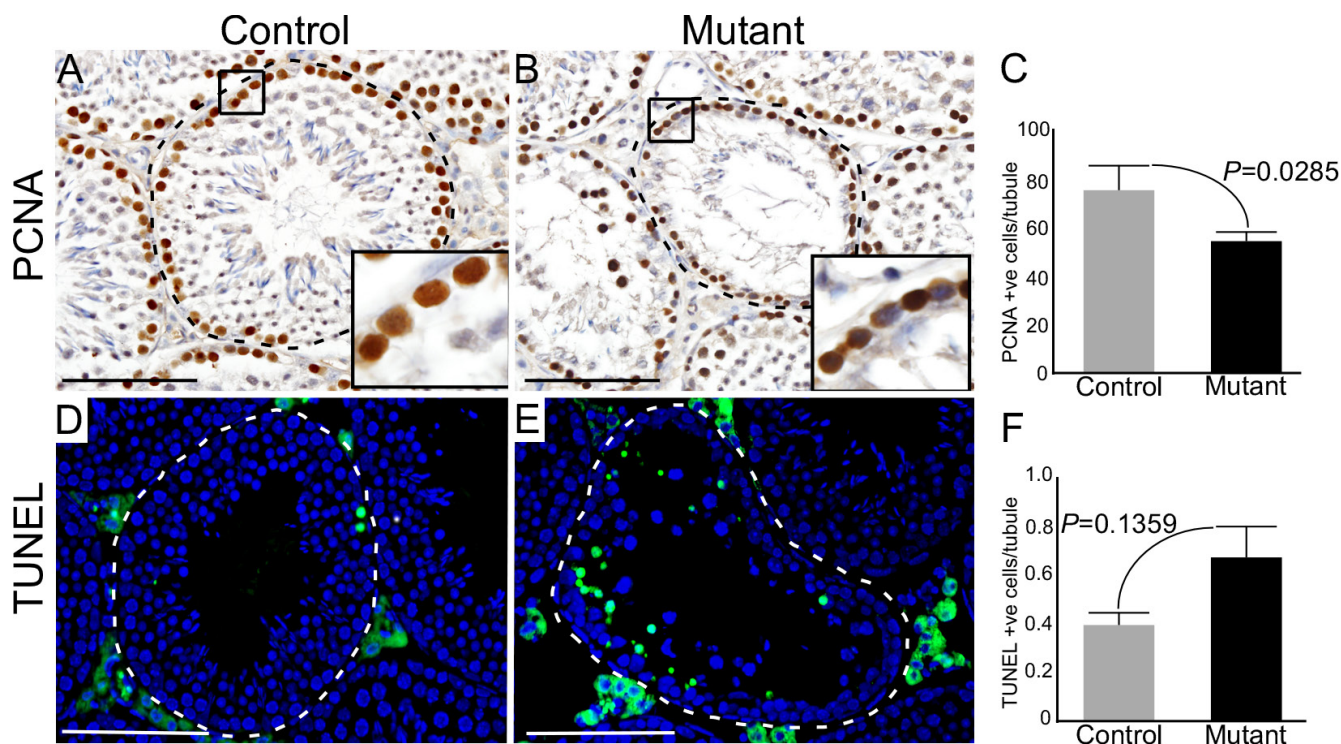 Control
Mutant
PCNA
A
B
C
PCNA +ve cells/tubule
100
80
60
40
20
0
P=0.0285
Control
Mutant
TUNEL
D
E
F
TUNEL +ve cells/tubule
1.0
0.8
0.6
0.4
0.2
0
P=0.1359
Control
Mutant